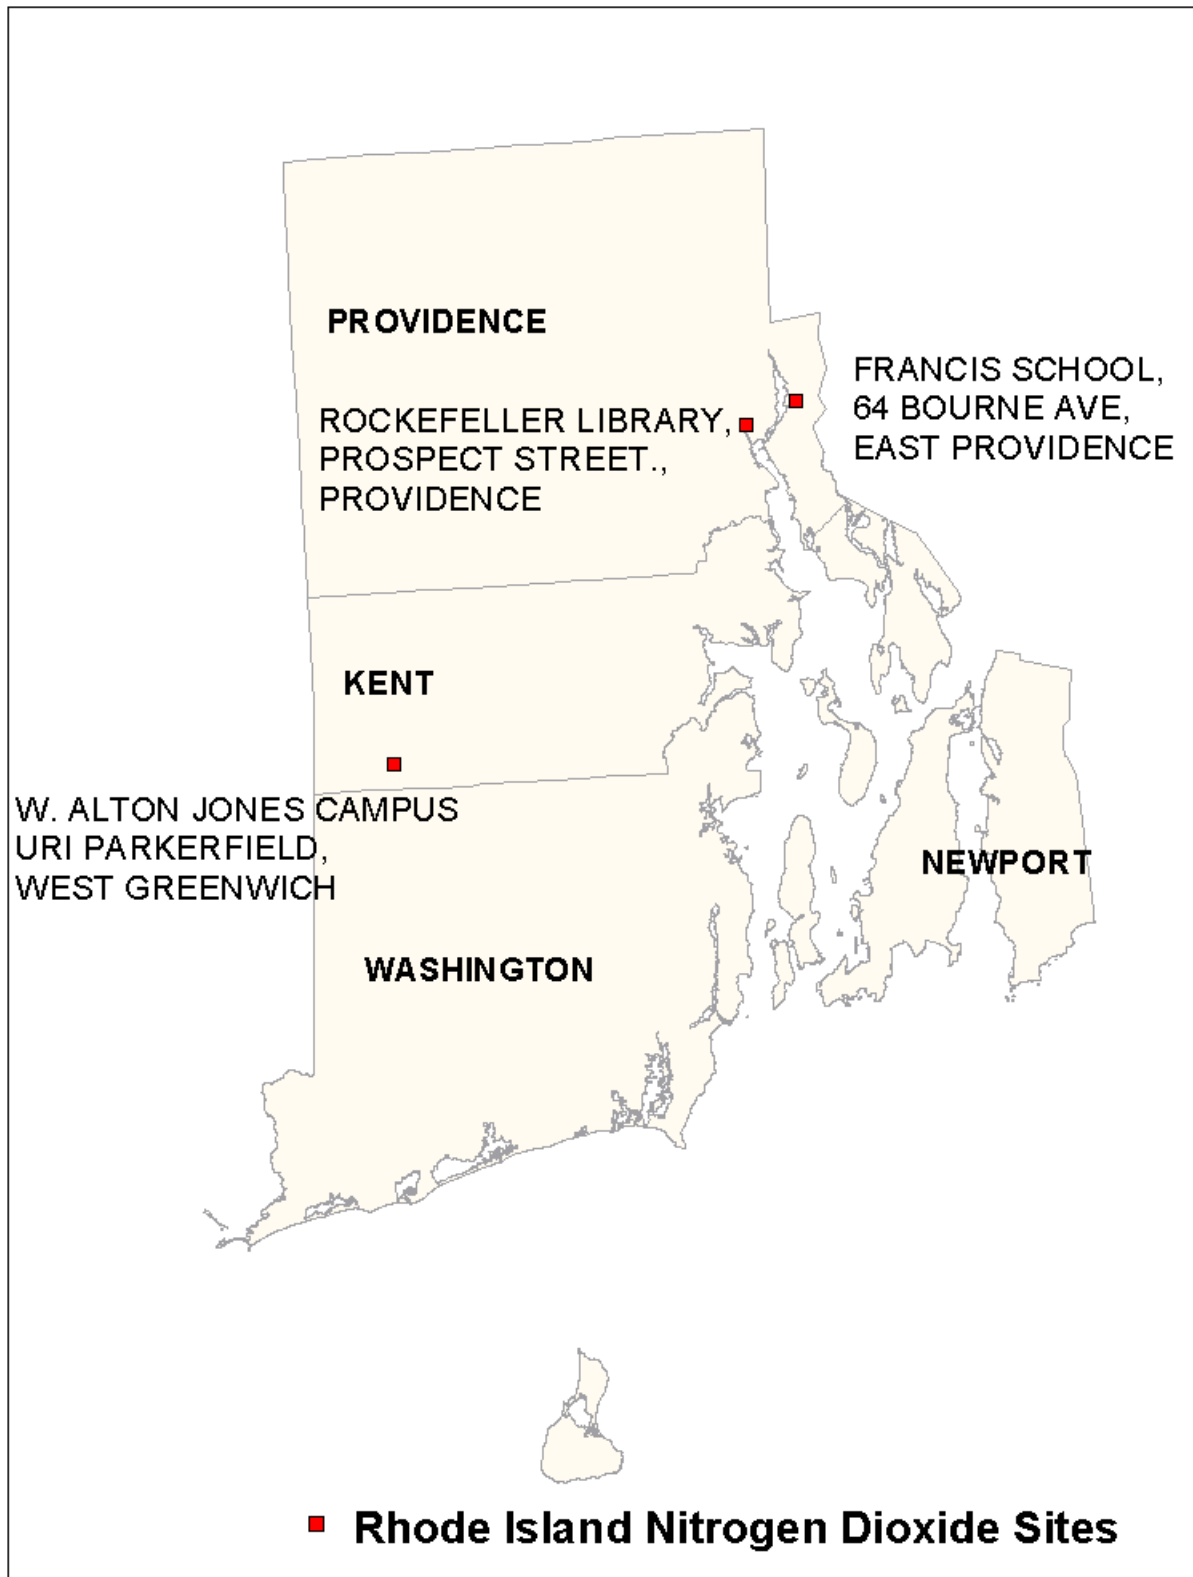 PROVIDENCE
FRANCIS SCHOOL,
64 BOURNE AVE,
EAST PROVIDENCE
ROCKEFELLER LIBRARY,
PROSPECT STREET.,
PROVIDENCE
KENT
W. ALTON JONES CAMPUS
URI PARKERFIELD,
WEST GREENWICH
NEWPORT
WASHINGTON
Rhode Island Nitrogen Dioxide Sites